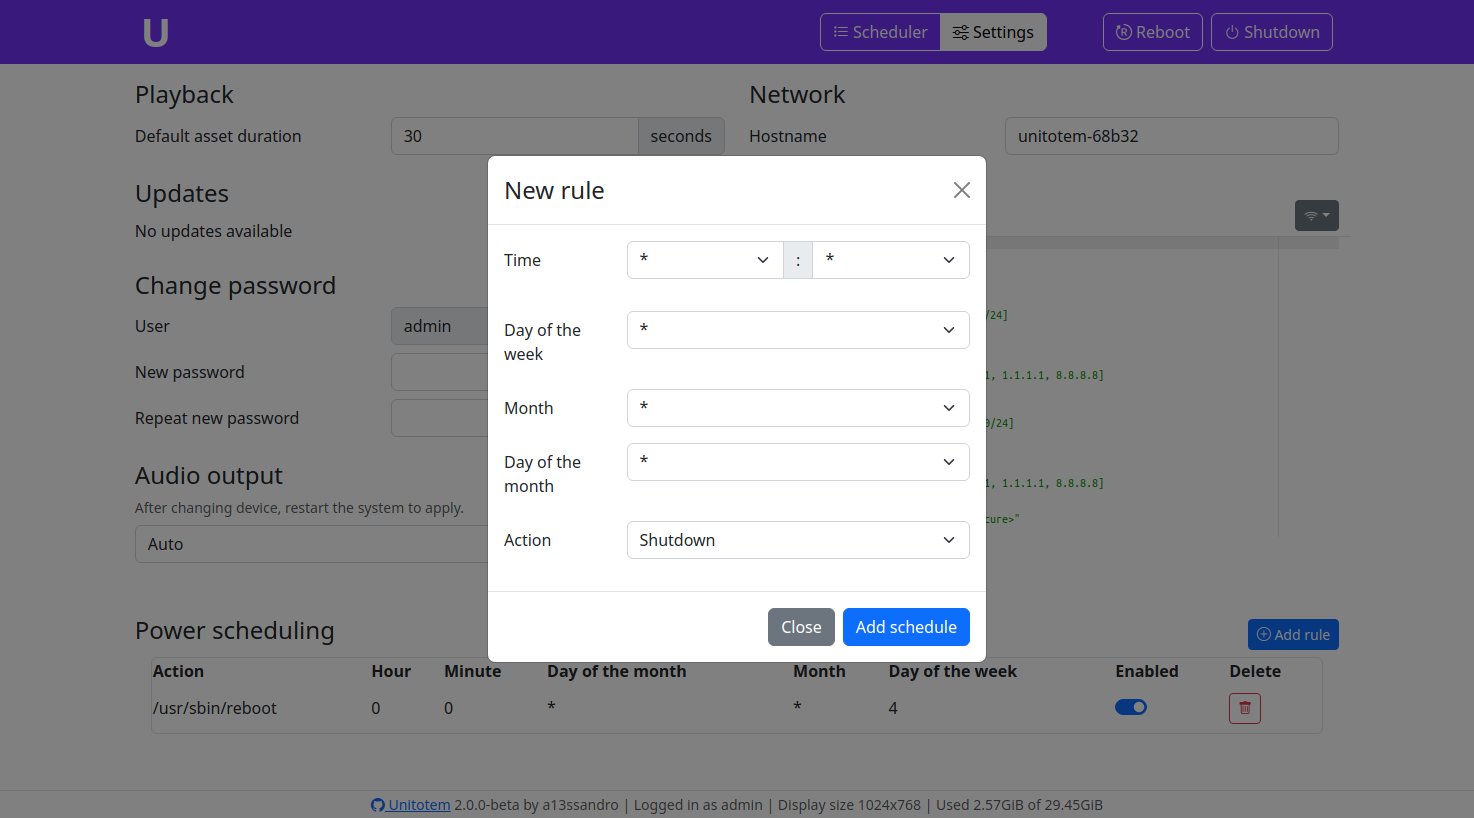 U
Scheduler
Settings
Reboot
Shutdown
Playback
Network
Default asset duration
30
seconds
Hostname
unitotem-68b32
Updates
No updates available
Change password
User
admin
New password
Repeat new password
Audio output
After changing device, restart the system to apply.
Auto
New rule
Time
*
:
*
Day of the
week
*
Month
*
Day of the
month
*
Action
Shutdown
Close
Add schedule
/24]
1, 1.1.1.1, 8.8.8.8]
0/24]
1, 1.1.1.1, 8.8.8.8]
cure>"
Power scheduling
Add rule
Action Hour Minute Day of the month Month Day of the week Enabled Delete
/usr/sbin/reboot 0 0 * * 4
Unitotem 2.0.0-beta by a13ssandro | Logged in as admin | Display size 1024x768 | Used 2.57GiB of 29.45GiB